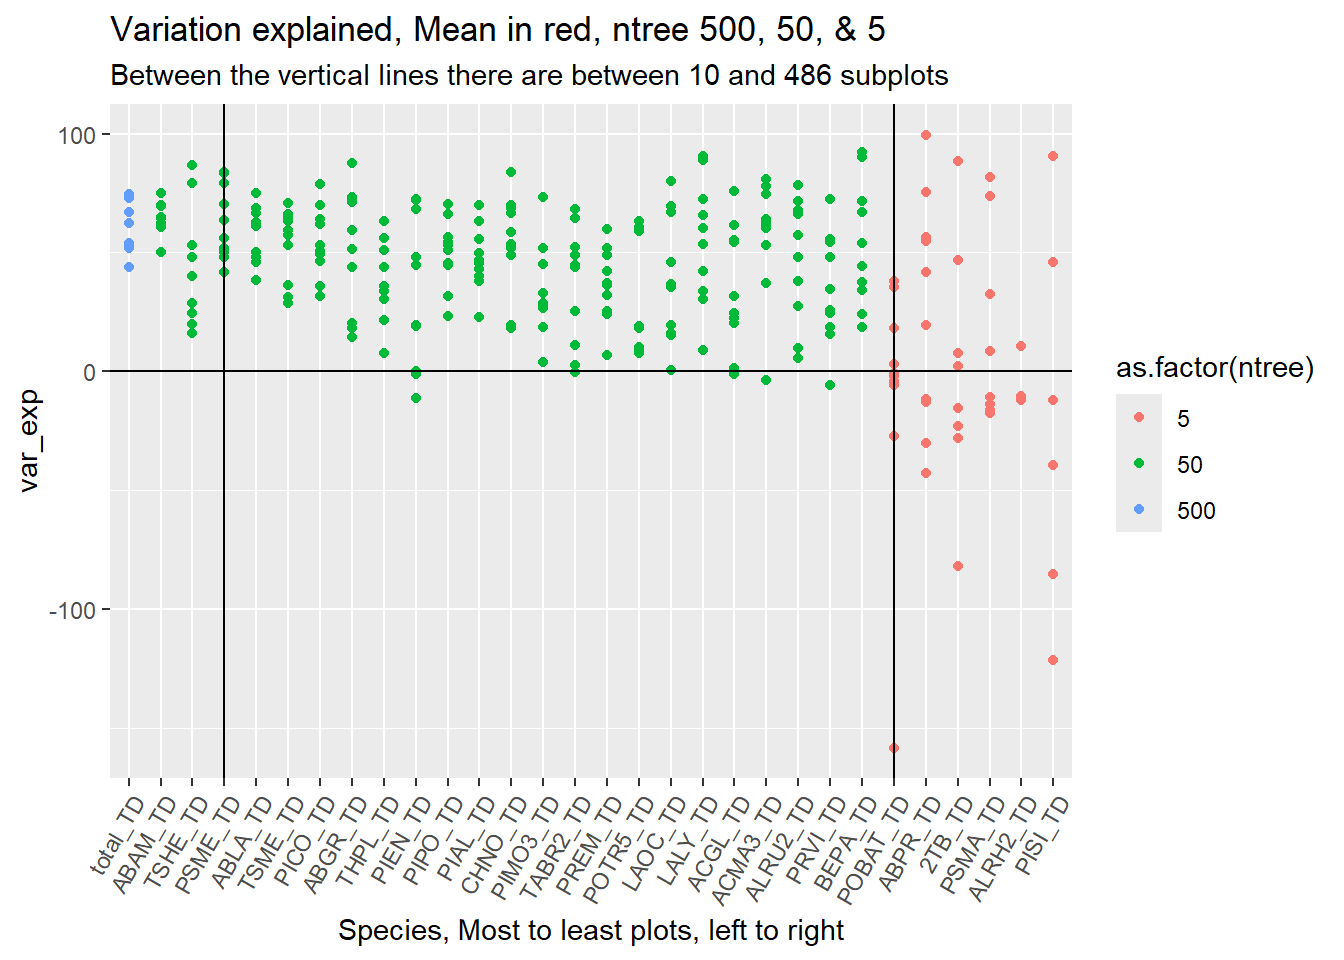 Variation explained, Mean in red, ntree 500, 50, & 5
Between the vertical lines there are between 10 and 486 subplots
var_exp
100
0
-100
total_TD
ABAM_TD
TSHE_TD
PSME_TD
ABLA_TD
TSME_TD
PICO_TD
ABGR_TD
THPL_TD
PIEN_TD
PIPO_TD
PIAL_TD
CHNO_TD
PIMO3_TD
TABR2_TD
PREM_TD
POTR5_TD
LAOC_TD
LALY_TD
ACGL_TD
ACMA3_TD
ALRU2_TD
PRVI_TD
BEPA_TD
POBAT_TD
ABPR_TD
2TB_TD
PSMA_TD
ALRH2_TD
PISI_TD
Species, Most to least plots, left to right
as.factor(ntree)
5
50
500